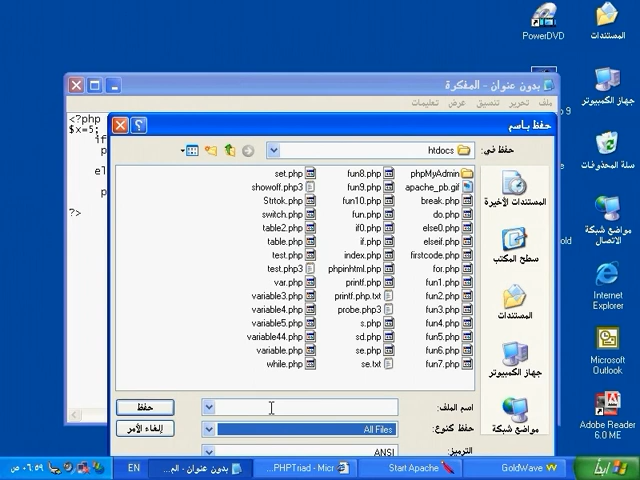 المستندات
PowerDVD
جهاز الكمبيوتر
سلة المحذوفات
مواضع شبكة
الاتصال
Internet
Explorer
Microsoft
Outlook
Adobe Reader
6.0 ME
بدون عنوان - المفكرة
ملف تحرير تنسيق عرض تعليمات
<?php
$x=5;
?>
حفظ باسم
حفظ في:
htdocs
المستندات الأخيرة
سطح المكتب
المستندات
جهاز الكمبيوتر
مواضع شبكة
phpMyAdmin
apache_pb.gif
break.php
do.php
else0.php
elseif.php
firstcode.php
for.php
fun1.php
fun2.php
fun3.php
fun4.php
fun5.php
fun6.php
fun7.php
fun8.php
fun9.php
fun10.php
fun.php
if0.php
if.php
index.php
phpinhtml.php
printf.php
printf.php.txt
probe.php3
s.php
sd.php
se.php
se.txt
set.php
showoff.php3
Strtok.php
switch.php
table2.php
table.php
test.php
test.php3
var.php
variable3.php
variable4.php
variable5.php
variable44.php
variable.php
while.php
اسم الملف:
حفظ
حفظ كنوع:
All Files
إلغاء الأمر
الترميز:
ANSI
ابدأ
GoldWave
Start Apache
PHPTriad - Micr...
بدون عنوان - الم...
EN
٠٦:٥٩ ص